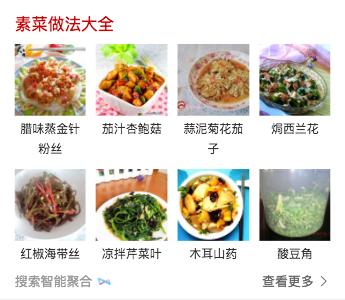 素菜做法大全
腊味蒸金针
粉丝
茄汁杏鲍菇
蒜泥菊花茄
子
焗西兰花
红椒海带丝
凉拌芹菜叶
木耳山药
酸豆角
搜索智能聚合
查看更多